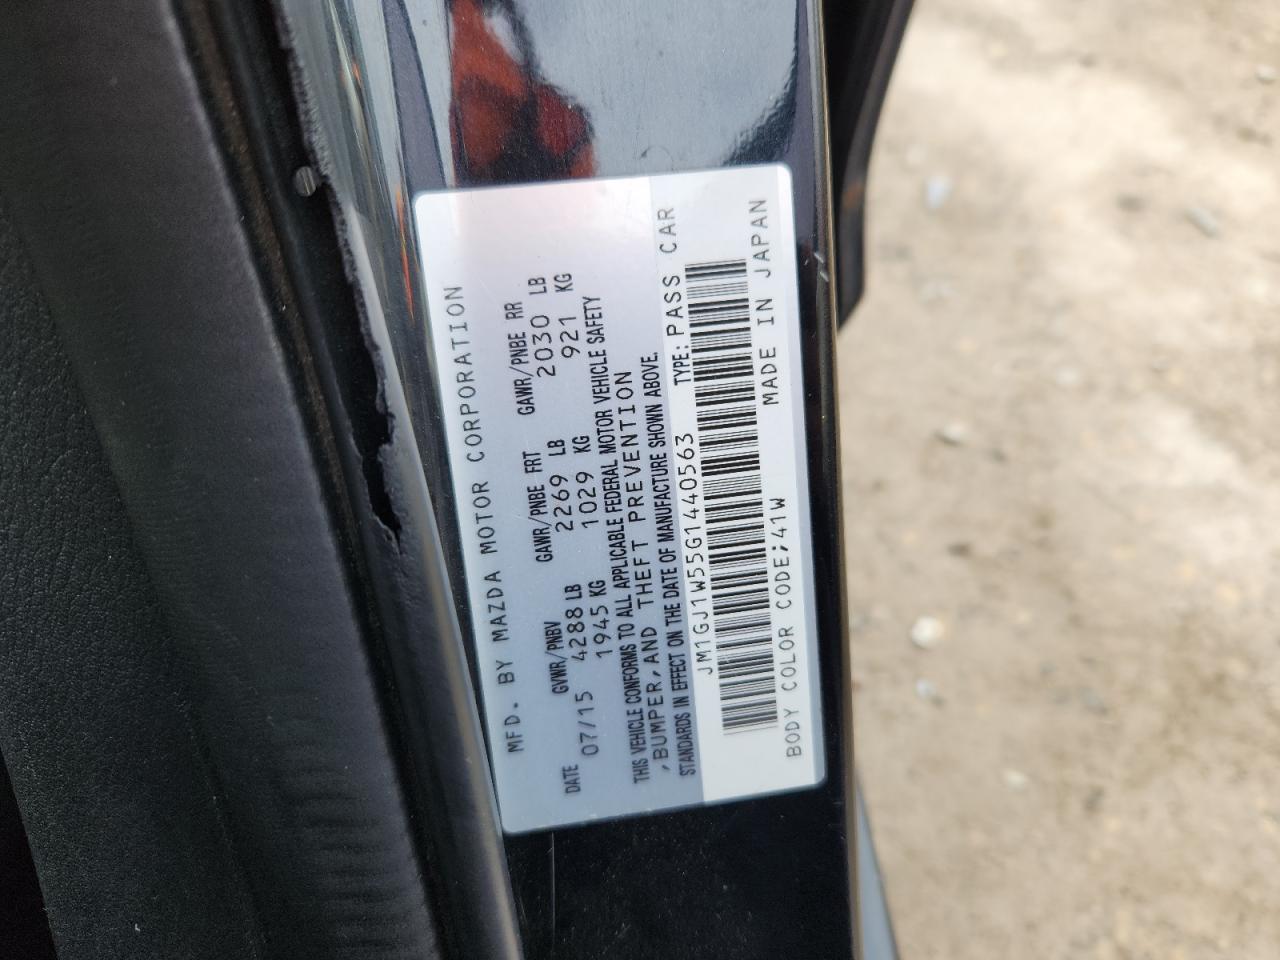 MFD. BY MAZDA MOTOR CORPORATION
DATE GVWR/PNBV GAWR/PNBE FRT GAWR/PNBE RR
07/15 4288 LB 2269 LB 2030 LB
1945 KG 1029 KG 921 KG
THIS VEHICLE CONFORMS TO ALL APPLICABLE FEDERAL MOTOR VEHICLE SAFETY
,BUMPER,AND THEFT PREVENTION
STANDARDS IN EFFECT ON THE DATE OF MANUFACTURE SHOWN ABOVE.
JM1GJ1W55G1440563 TYPE: PASS CAR
BODY COLOR CODE;41W MADE IN JAPAN